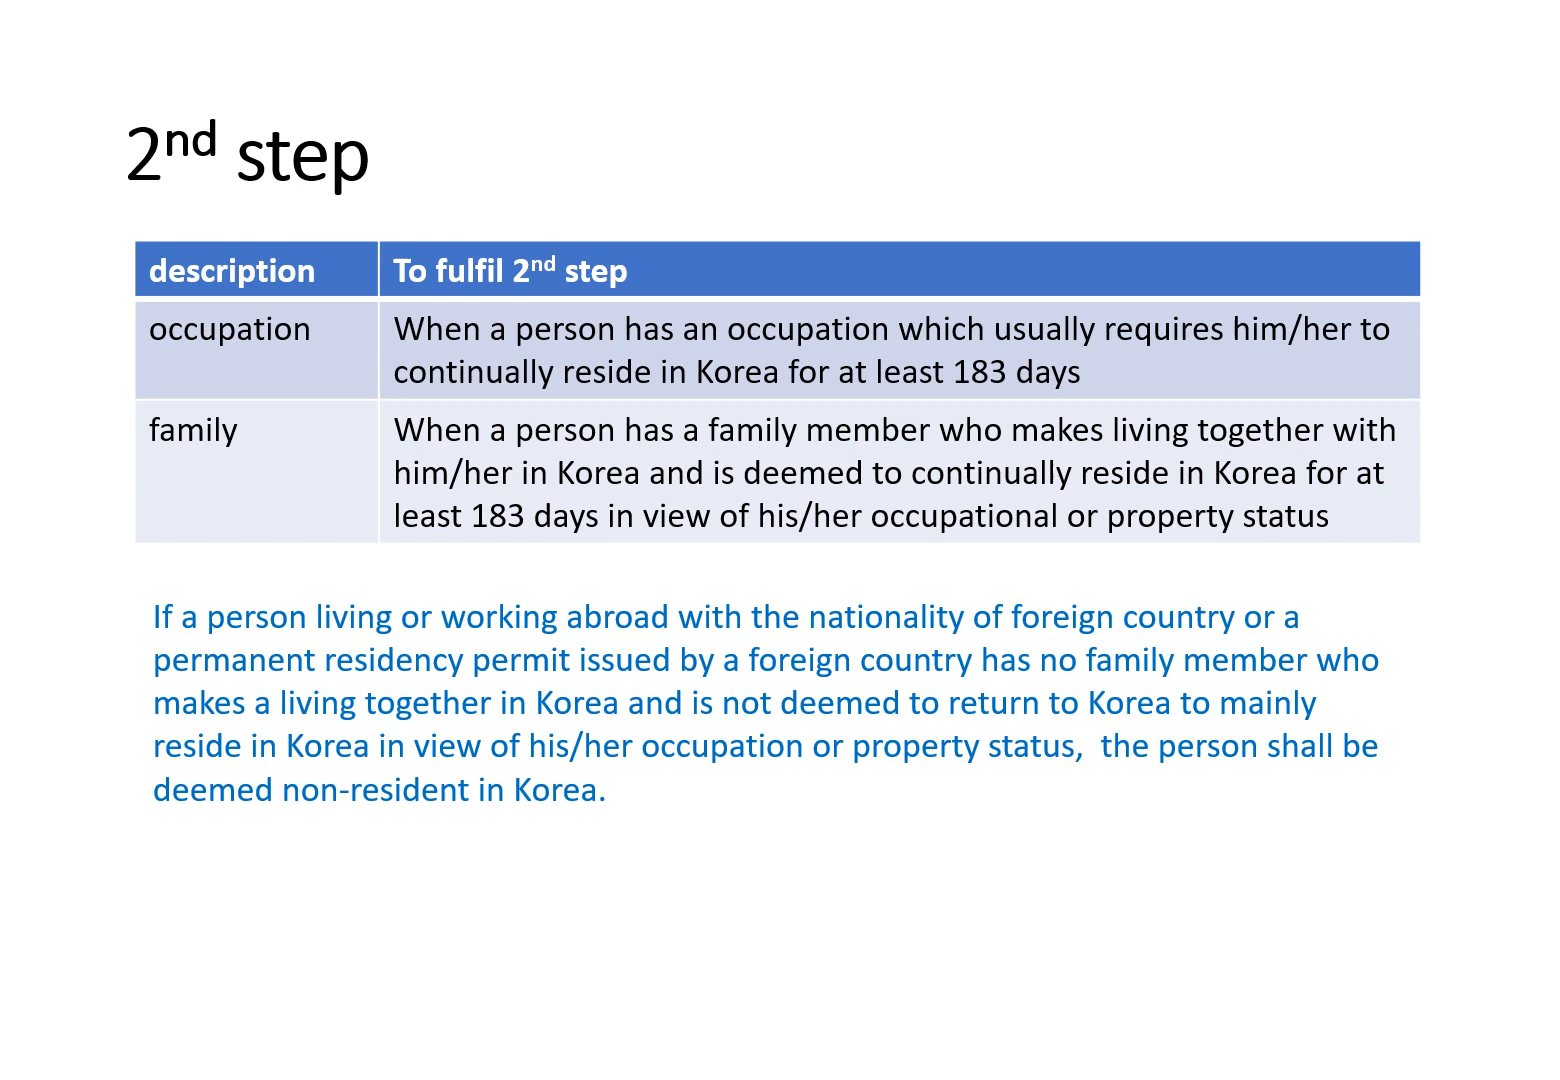 2nd step
description
To fulfil 2nd step
occupation
When a person has an occupation which usually requires him/her to
continually reside in Korea for at least 183 days
family
When a person has a family member who makes living together with
him/her in Korea and is deemed to continually reside in Korea for at
least 183 days in view of his/her occupational or property status
If a person living or working abroad with the nationality of foreign country or a
permanent residency permit issued by a foreign country has no family member who
makes a living together in Korea and is not deemed to return to Korea to mainly
reside in Korea in view of his/her occupation or property status,  the person shall be
deemed non-resident in Korea.